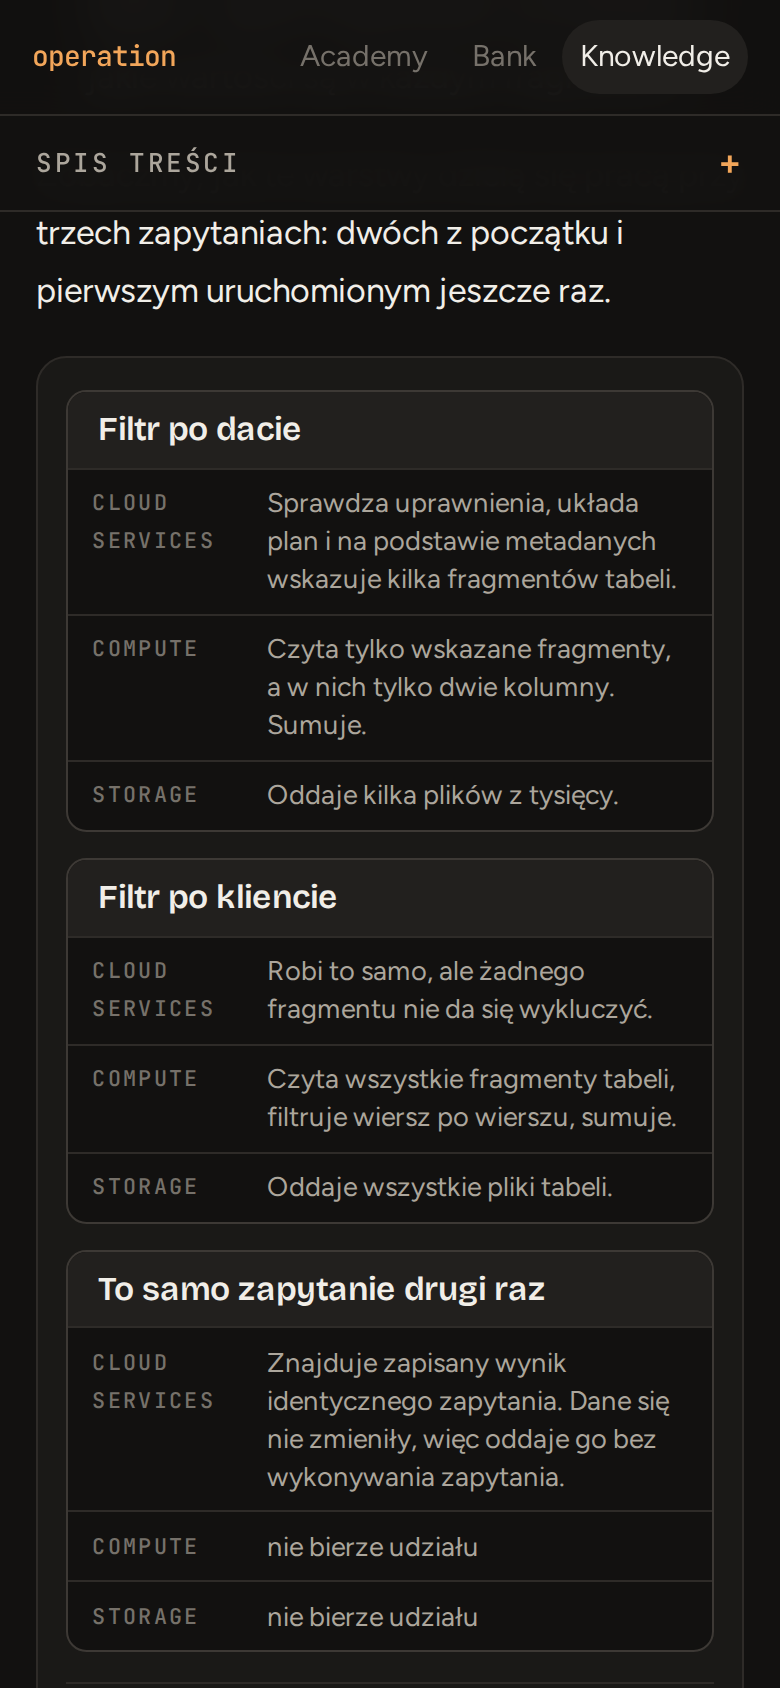 operation Academy Bank Knowledge
SPIS TREŚCI +
trzech zapytaniach: dwóch z początku i
pierwszym uruchomionym jeszcze raz.
Filtr po dacie
CLOUD SERVICES
Sprawdza uprawnienia, układa
plan i na podstawie metadanych
wskazuje kilka fragmentów tabeli.
COMPUTE
Czyta tylko wskazane fragmenty,
a w nich tylko dwie kolumny.
Sumuje.
STORAGE
Oddaje kilka plików z tysięcy.
Filtr po kliencie
CLOUD SERVICES
Robi to samo, ale żadnego
fragmentu nie da się wykluczyć.
COMPUTE
Czyta wszystkie fragmenty tabeli,
filtruje wiersz po wierszu, sumuje.
STORAGE
Oddaje wszystkie pliki tabeli.
To samo zapytanie drugi raz
CLOUD SERVICES
Znajduje zapisany wynik
identycznego zapytania. Dane się
nie zmieniły, więc oddaje go bez
wykonywania zapytania.
COMPUTE
nie bierze udziału
STORAGE
nie bierze udziału